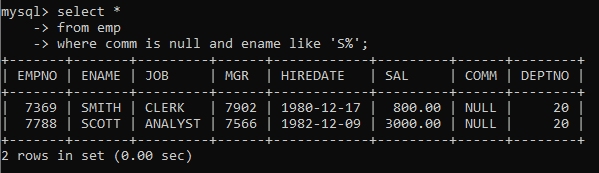 mysql> select *
    -> from emp
    -> where comm is null and ename like 'S%';
+-------+-------+---------+------+------------+---------+------+--------+
| EMPNO | ENAME | JOB     | MGR  | HIREDATE   | SAL     | COMM | DEPTNO |
+-------+-------+---------+------+------------+---------+------+--------+
|  7369 | SMITH | CLERK   | 7902 | 1980-12-17 |  800.00 | NULL |     20 |
|  7788 | SCOTT | ANALYST | 7566 | 1982-12-09 | 3000.00 | NULL |     20 |
+-------+-------+---------+------+------------+---------+------+--------+
2 rows in set (0.00 sec)